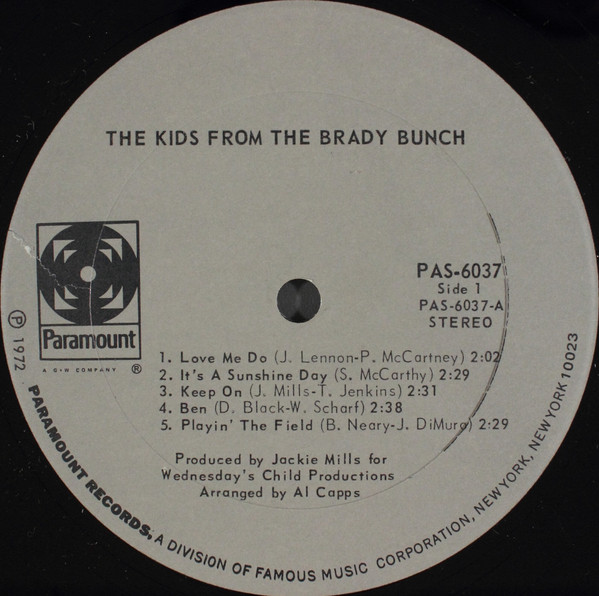 THE KIDS FROM THE BRADY BUNCH
Paramount
A G+W COMPANY ®
℗ 1972
PAS-6037
Side 1
PAS-6037-A
STEREO
1. Love Me Do (J. Lennon-P. McCartney) 2:02
2. It's A Sunshine Day (S. McCarthy) 2:29
3. Keep On (J. Mills-T. Jenkins) 2:31
4. Ben (D. Black-W. Scharf) 2:38
5. Playin' The Field (B. Neary-J. DiMuro) 2:29
Produced by Jackie Mills for
Wednesday's Child Productions
Arranged by Al Capps
PARAMOUNT RECORDS, A DIVISION OF FAMOUS MUSIC CORPORATION, NEW YORK, NEW YORK 10023